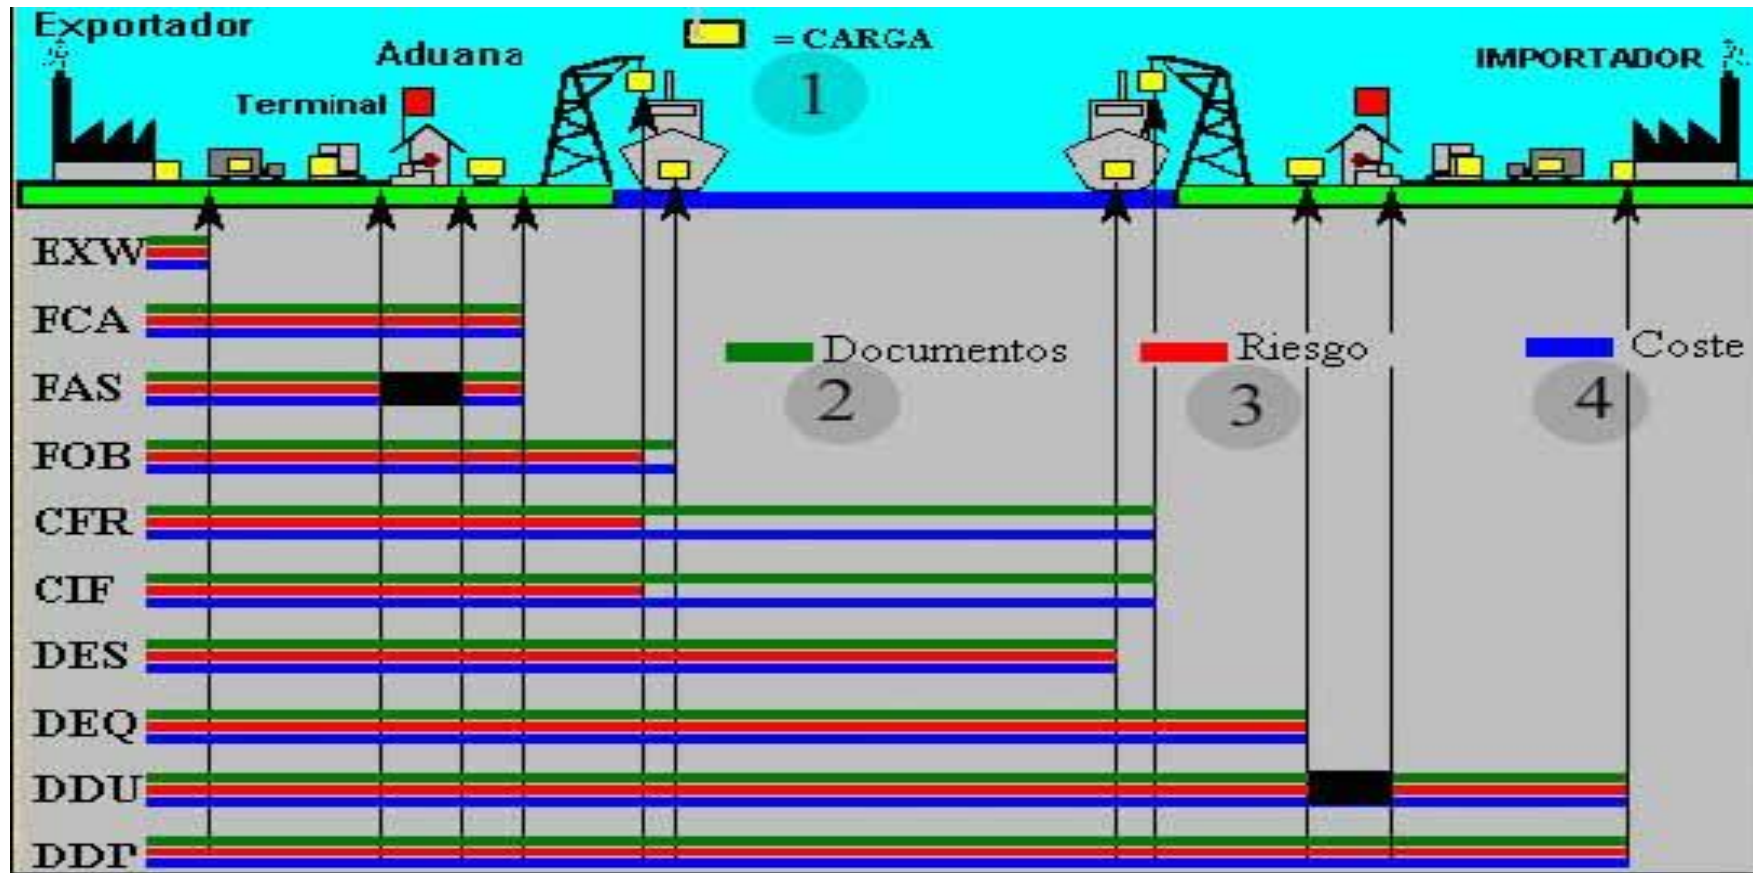 Exportador
= CARGA
Aduana
IMPORTADOR
Terminal
1
EXW
FCA
Documentos
Riesgo
Coste
FAS
2
3
4
FOB
CFR
CIF
DES
DEQ
DDU
DDP